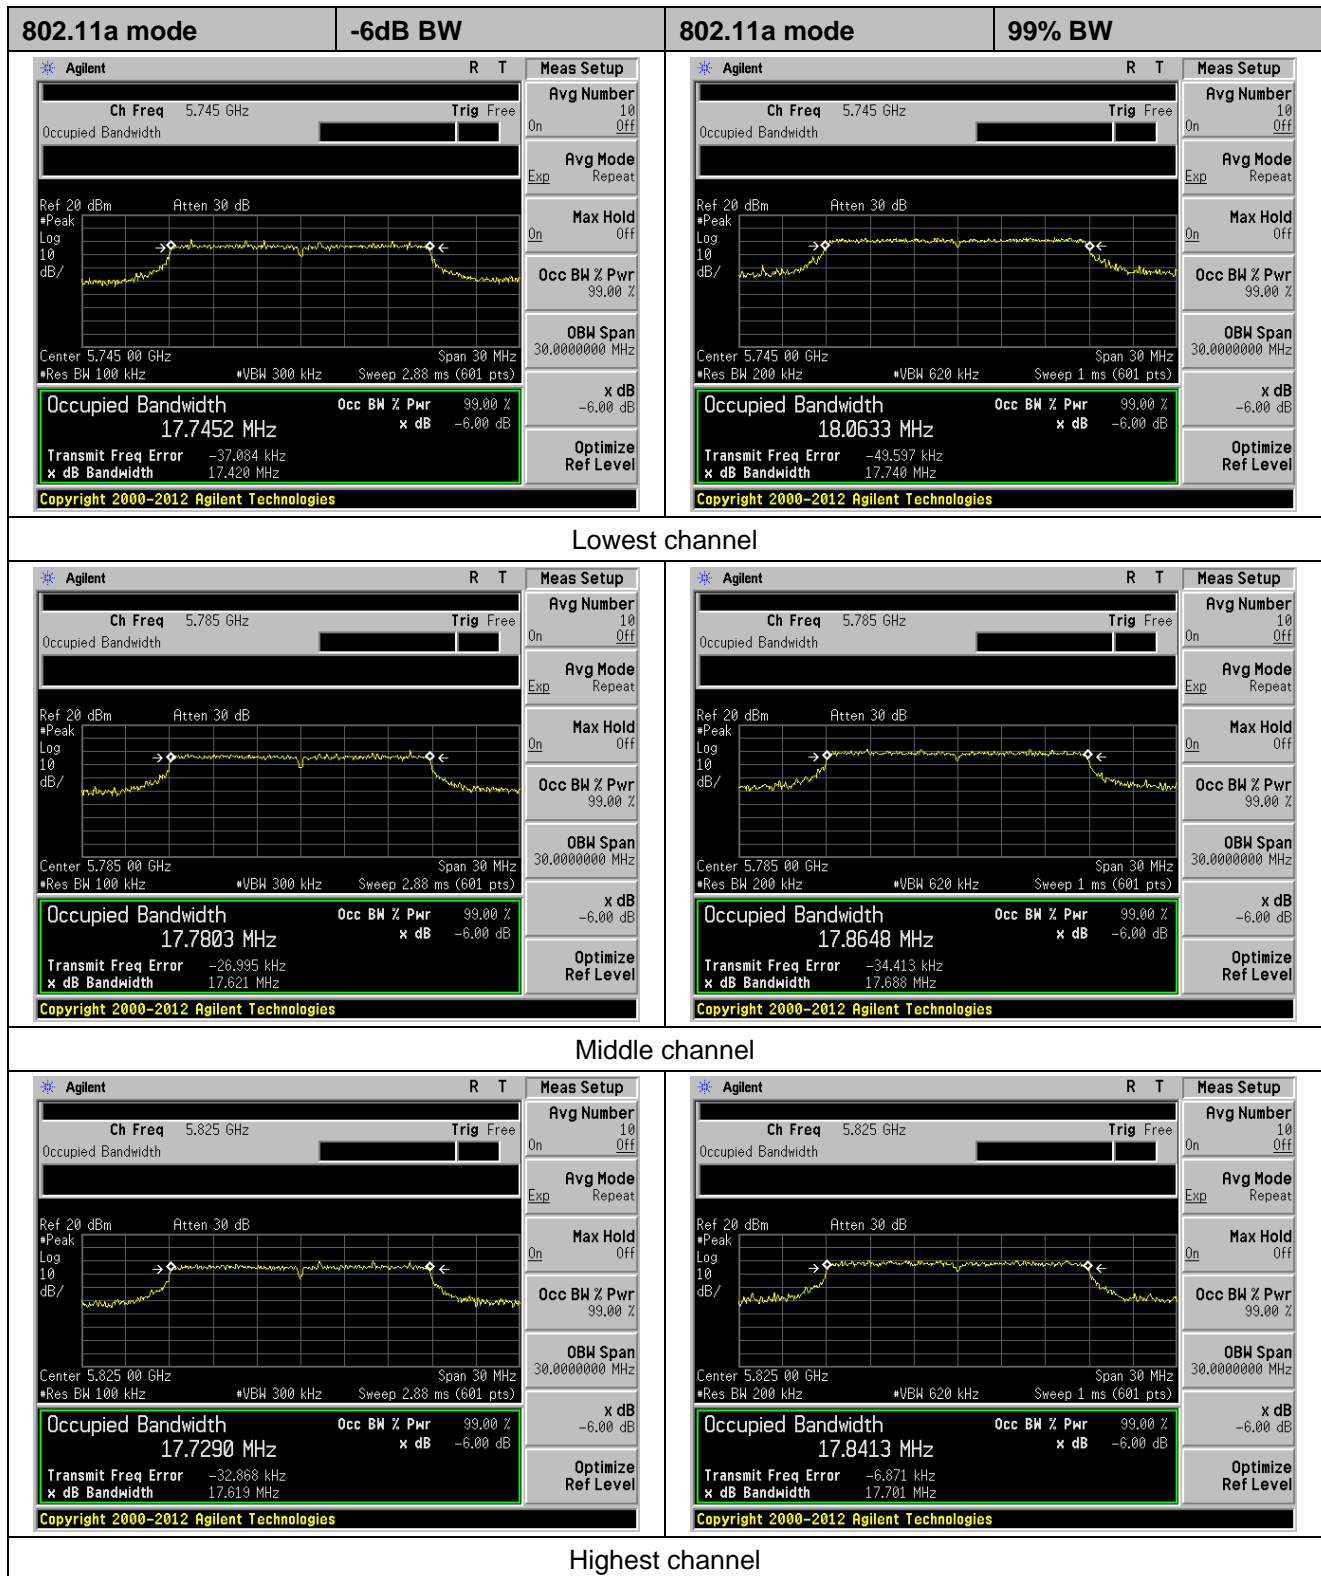 802.11a mode -6dB BW 802.11a mode 99% BW
Agilent R T Meas Setup
Ch Freq 5.745 GHz Trig Free
Occupied Bandwidth
Avg Number
10
On Off
Avg Mode
Exp Repeat
Ref 20 dBm Atten 30 dB
#Peak
Log
10
dB/
Max Hold
On Off
Occ BW % Pwr
99.00 %
OBW Span
30.0000000 MHz
Center 5.745 00 GHz Span 30 MHz
#Res BW 100 kHz #VBW 300 kHz Sweep 2.88 ms (601 pts)
x dB
-6.00 dB
Occupied Bandwidth Occ BW % Pwr 99.00 %
17.7452 MHz x dB -6.00 dB
Transmit Freq Error -37.084 kHz
x dB Bandwidth 17.420 MHz
Optimize
Ref Level
Copyright 2000-2012 Agilent Technologies
Agilent R T Meas Setup
Ch Freq 5.745 GHz Trig Free
Occupied Bandwidth
Avg Number
10
On Off
Avg Mode
Exp Repeat
Ref 20 dBm Atten 30 dB
#Peak
Log
10
dB/
Max Hold
On Off
Occ BW % Pwr
99.00 %
OBW Span
30.0000000 MHz
Center 5.745 00 GHz Span 30 MHz
#Res BW 200 kHz #VBW 620 kHz Sweep 1 ms (601 pts)
x dB
-6.00 dB
Occupied Bandwidth Occ BW % Pwr 99.00 %
18.0633 MHz x dB -6.00 dB
Transmit Freq Error -49.597 kHz
x dB Bandwidth 17.740 MHz
Optimize
Ref Level
Copyright 2000-2012 Agilent Technologies
Lowest channel
Agilent R T Meas Setup
Ch Freq 5.785 GHz Trig Free
Occupied Bandwidth
Avg Number
10
On Off
Avg Mode
Exp Repeat
Ref 20 dBm Atten 30 dB
#Peak
Log
10
dB/
Max Hold
On Off
Occ BW % Pwr
99.00 %
OBW Span
30.0000000 MHz
Center 5.785 00 GHz Span 30 MHz
#Res BW 100 kHz #VBW 300 kHz Sweep 2.88 ms (601 pts)
x dB
-6.00 dB
Occupied Bandwidth Occ BW % Pwr 99.00 %
17.7803 MHz x dB -6.00 dB
Transmit Freq Error -26.995 kHz
x dB Bandwidth 17.621 MHz
Optimize
Ref Level
Copyright 2000-2012 Agilent Technologies
Agilent R T Meas Setup
Ch Freq 5.785 GHz Trig Free
Occupied Bandwidth
Avg Number
10
On Off
Avg Mode
Exp Repeat
Ref 20 dBm Atten 30 dB
#Peak
Log
10
dB/
Max Hold
On Off
Occ BW % Pwr
99.00 %
OBW Span
30.0000000 MHz
Center 5.785 00 GHz Span 30 MHz
#Res BW 200 kHz #VBW 620 kHz Sweep 1 ms (601 pts)
x dB
-6.00 dB
Occupied Bandwidth Occ BW % Pwr 99.00 %
17.8648 MHz x dB -6.00 dB
Transmit Freq Error -34.413 kHz
x dB Bandwidth 17.688 MHz
Optimize
Ref Level
Copyright 2000-2012 Agilent Technologies
Middle channel
Agilent R T Meas Setup
Ch Freq 5.825 GHz Trig Free
Occupied Bandwidth
Avg Number
10
On Off
Avg Mode
Exp Repeat
Ref 20 dBm Atten 30 dB
#Peak
Log
10
dB/
Max Hold
On Off
Occ BW % Pwr
99.00 %
OBW Span
30.0000000 MHz
Center 5.825 00 GHz Span 30 MHz
#Res BW 100 kHz #VBW 300 kHz Sweep 2.88 ms (601 pts)
x dB
-6.00 dB
Occupied Bandwidth Occ BW % Pwr 99.00 %
17.7290 MHz x dB -6.00 dB
Transmit Freq Error -32.868 kHz
x dB Bandwidth 17.619 MHz
Optimize
Ref Level
Copyright 2000-2012 Agilent Technologies
Agilent R T Meas Setup
Ch Freq 5.825 GHz Trig Free
Occupied Bandwidth
Avg Number
10
On Off
Avg Mode
Exp Repeat
Ref 20 dBm Atten 30 dB
#Peak
Log
10
dB/
Max Hold
On Off
Occ BW % Pwr
99.00 %
OBW Span
30.0000000 MHz
Center 5.825 00 GHz Span 30 MHz
#Res BW 200 kHz #VBW 620 kHz Sweep 1 ms (601 pts)
x dB
-6.00 dB
Occupied Bandwidth Occ BW % Pwr 99.00 %
17.8413 MHz x dB -6.00 dB
Transmit Freq Error -6.871 kHz
x dB Bandwidth 17.701 MHz
Optimize
Ref Level
Copyright 2000-2012 Agilent Technologies
Highest channel